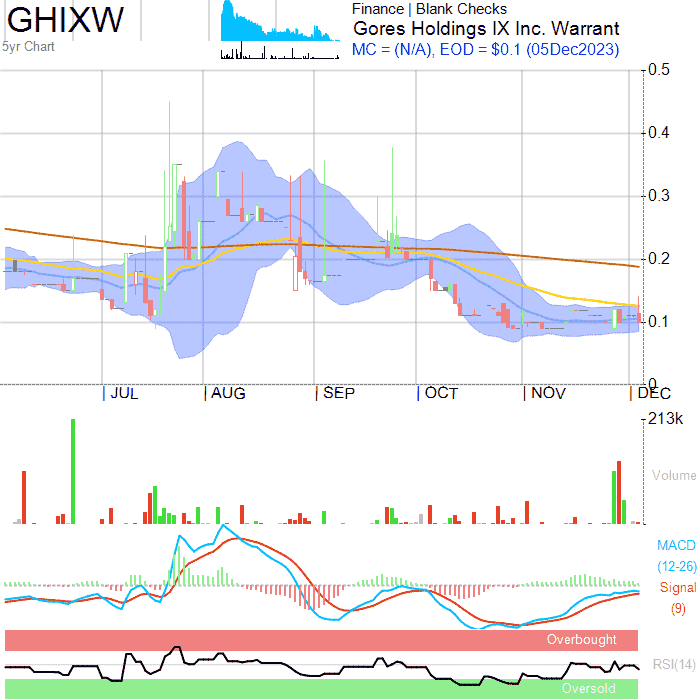 GHIXW
5yr Chart
Finance | Blank Checks
Gores Holdings IX Inc. Warrant
MC = (N/A), EOD = $0.1 (05Dec2023)
0.5
0.4
0.3
0.2
0.1
0
JUL
AUG
SEP
OCT
NOV
DEC
213k
Volume
MACD
(12-26)
Signal
(9)
Overbought
RSI(14)
Oversold